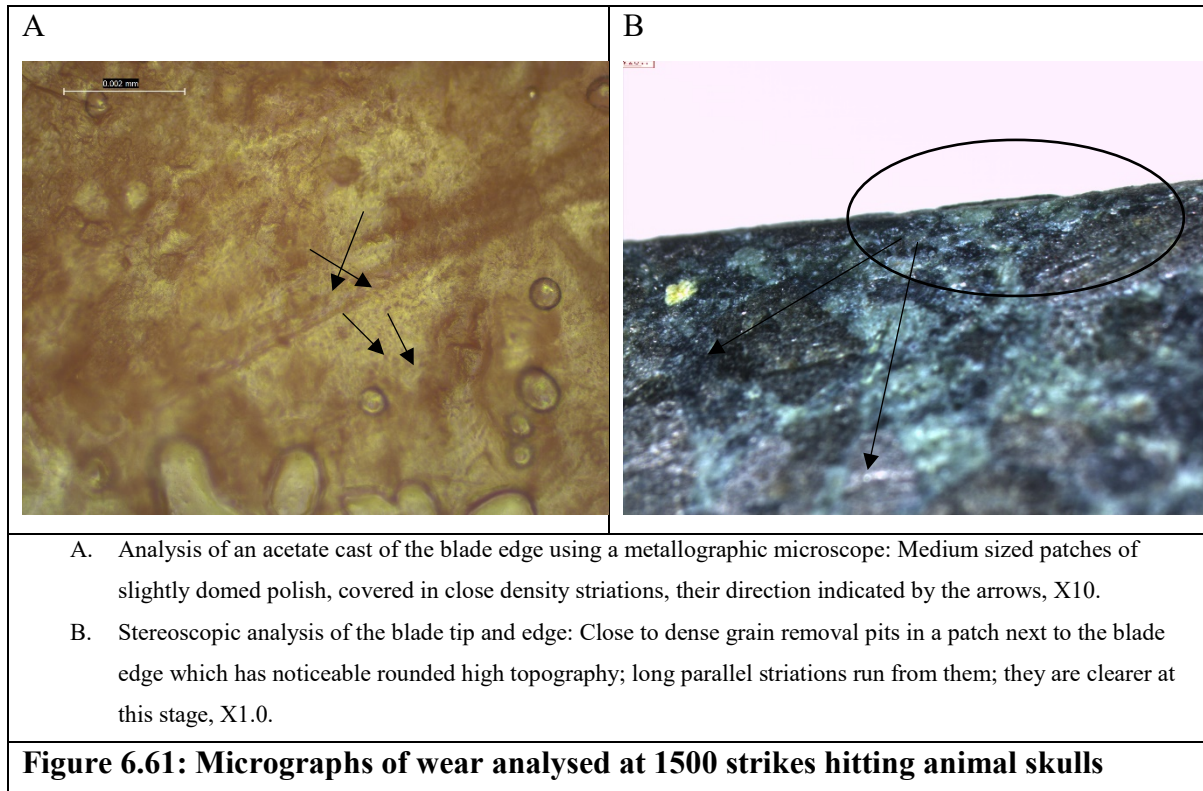 A
B
0.002 mm
A. Analysis of an acetate cast of the blade edge using a metallographic microscope: Medium sized patches of
slightly domed polish, covered in close density striations, their direction indicated by the arrows, X10.
B. Stereoscopic analysis of the blade tip and edge: Close to dense grain removal pits in a patch next to the blade
edge which has noticeable rounded high topography; long parallel striations run from them; they are clearer at
this stage, X1.0.
Figure 6.61: Micrographs of wear analysed at 1500 strikes hitting animal skulls